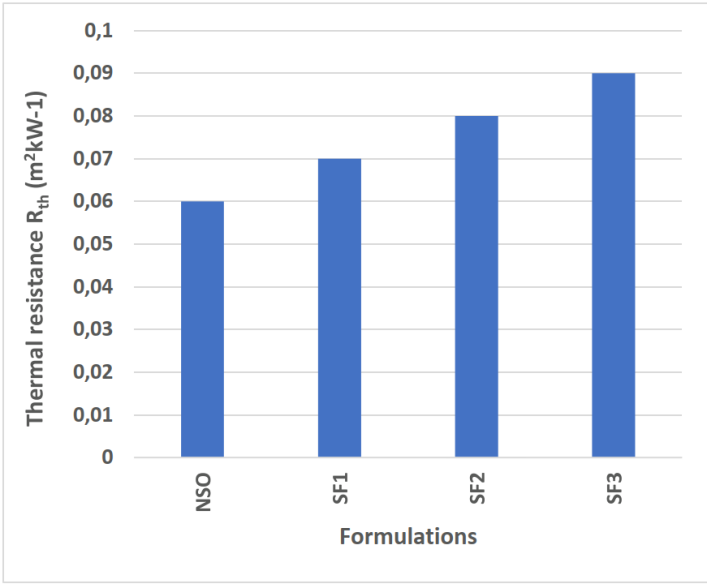 Thermal resistance Rth (m²kW-1)
0,1
0,09
0,08
0,07
0,06
0,05
0,04
0,03
0,02
0,01
0
NSO
SF1
SF2
SF3
Formulations